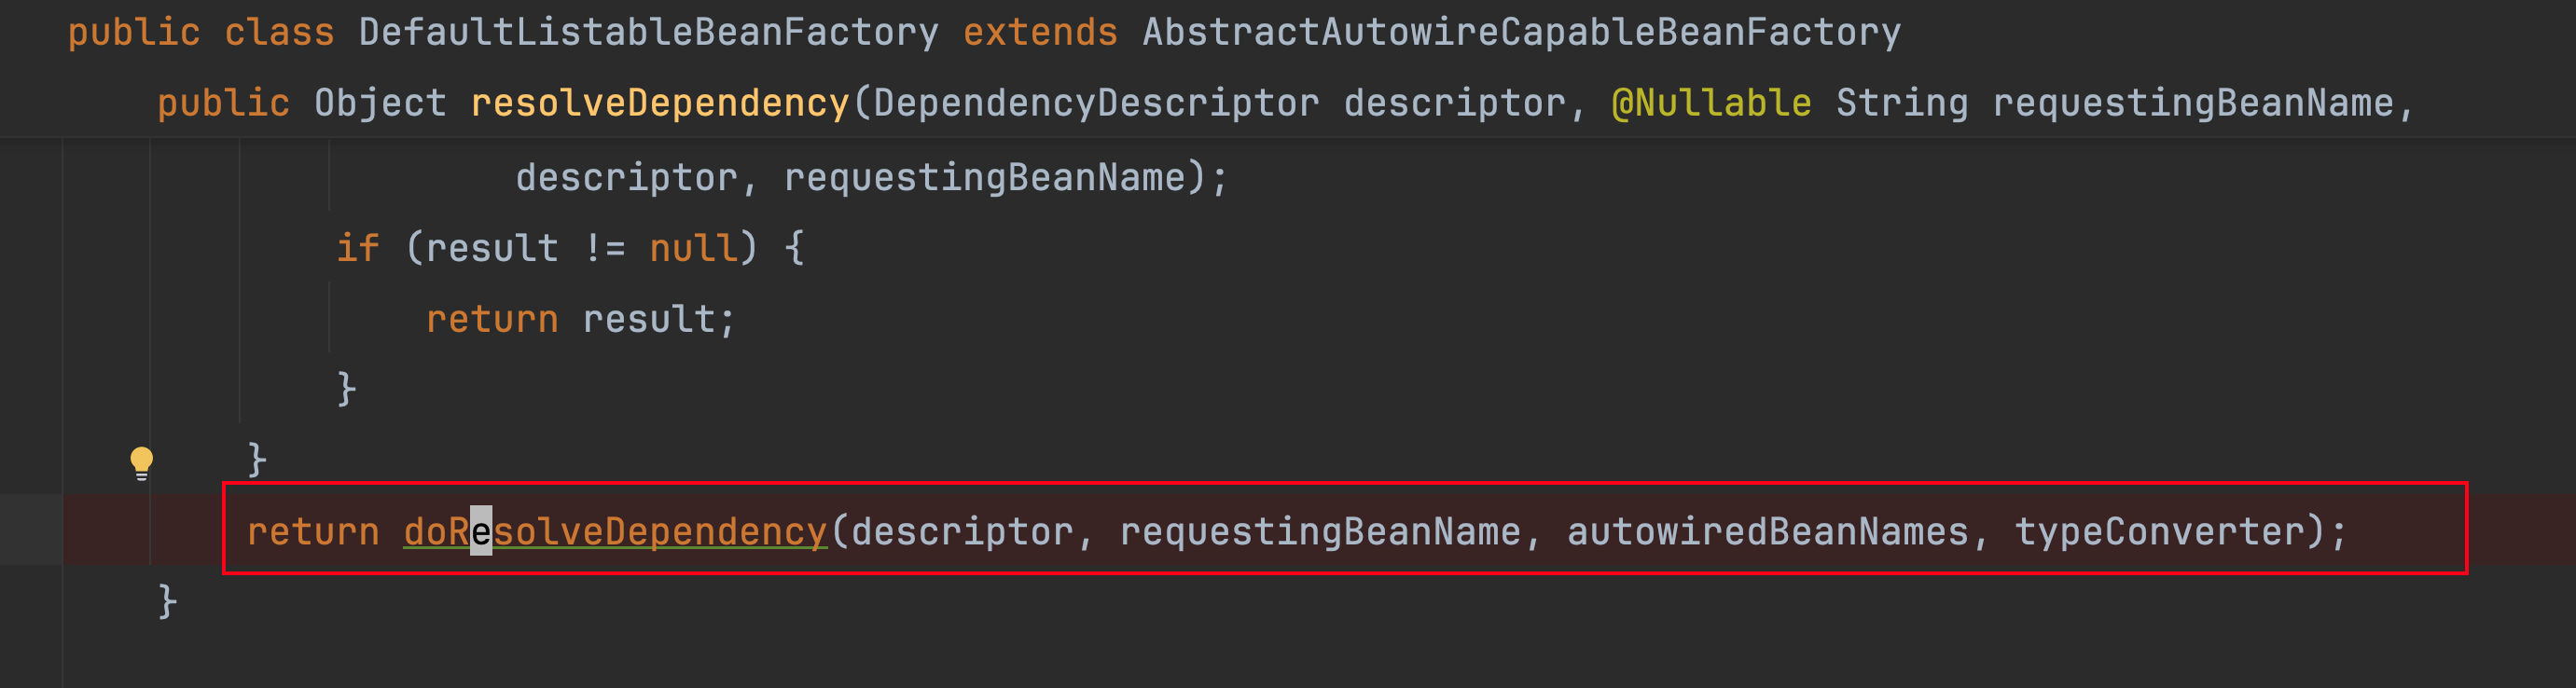 public class DefaultListableBeanFactory extends AbstractAutowireCapableBeanFactory
public Object resolveDependency(DependencyDescriptor descriptor, @Nullable String requestingBeanName,
descriptor, requestingBeanName);
if (result != null) {
return result;
}
}
return doResolveDependency(descriptor, requestingBeanName, autowiredBeanNames, typeConverter);
}